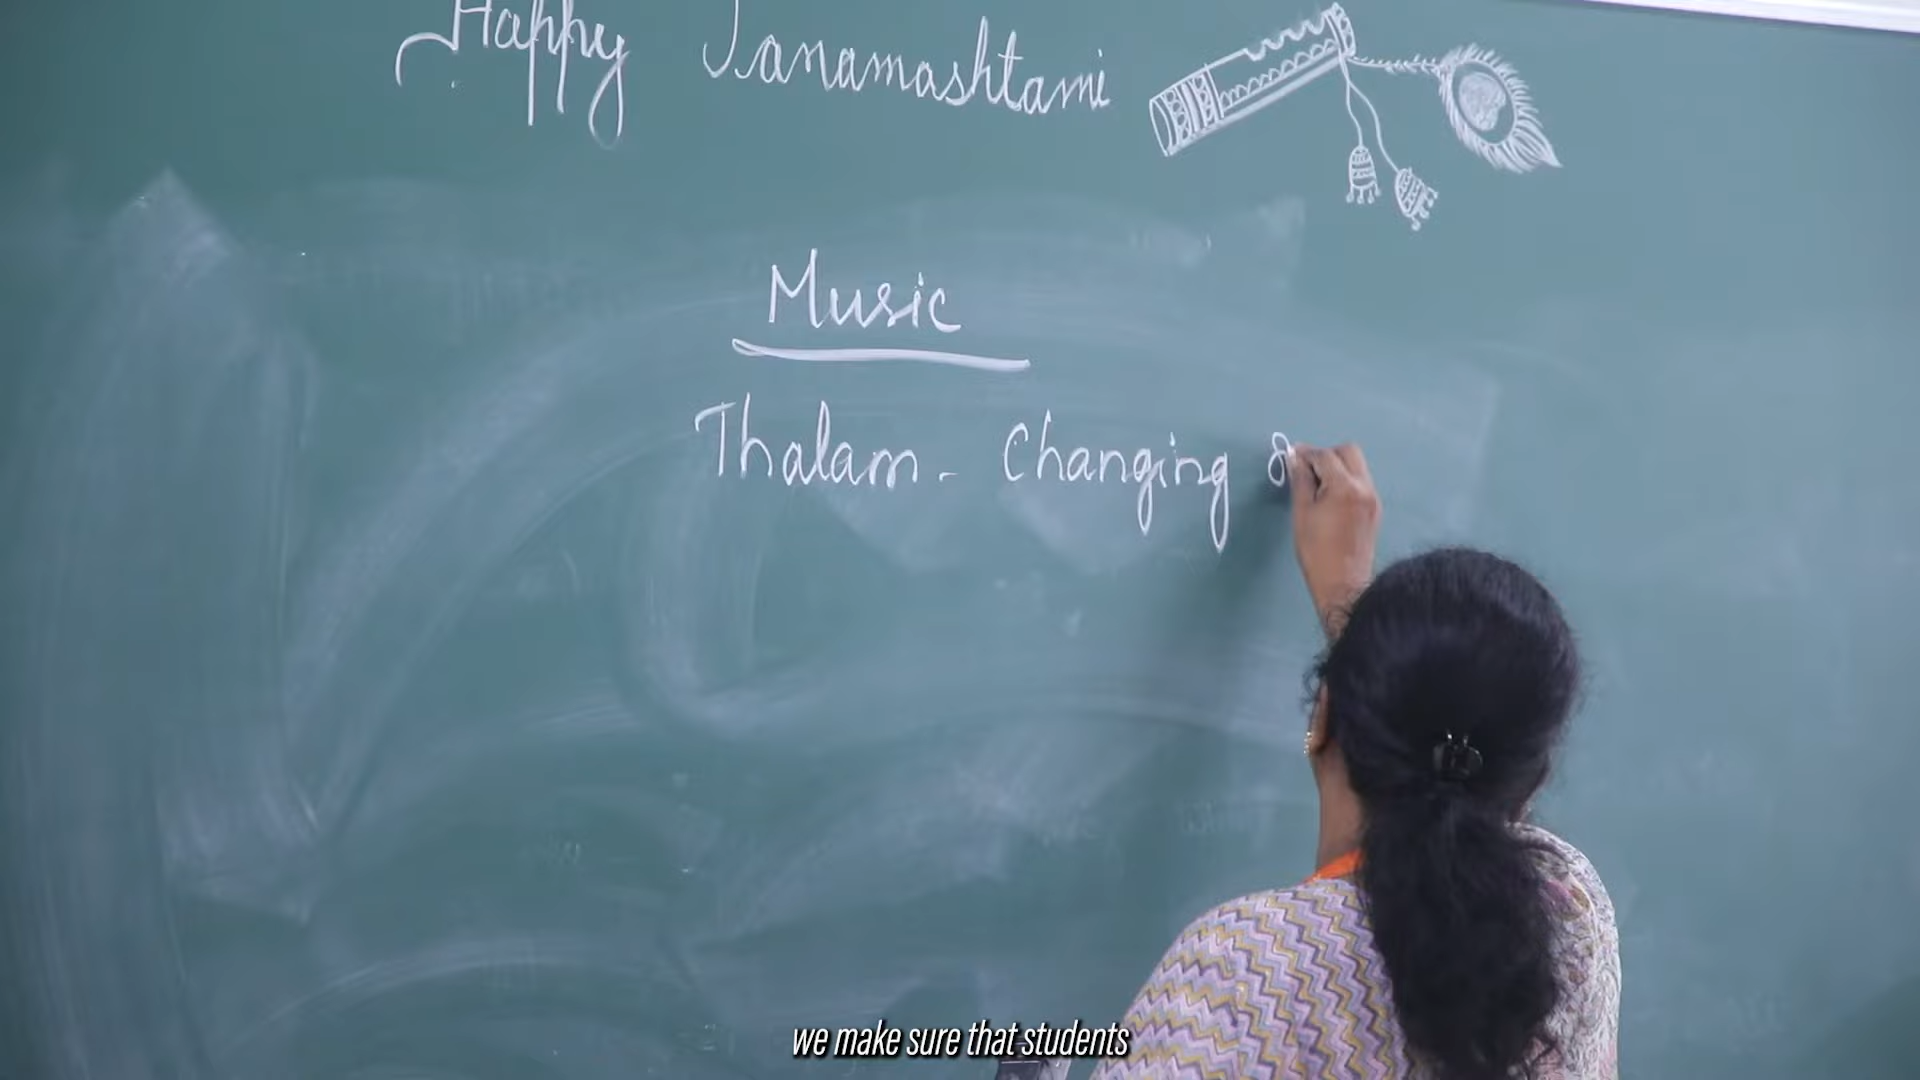 Happy Janamashtami
Music
Thalam - Changing
we make sure that students